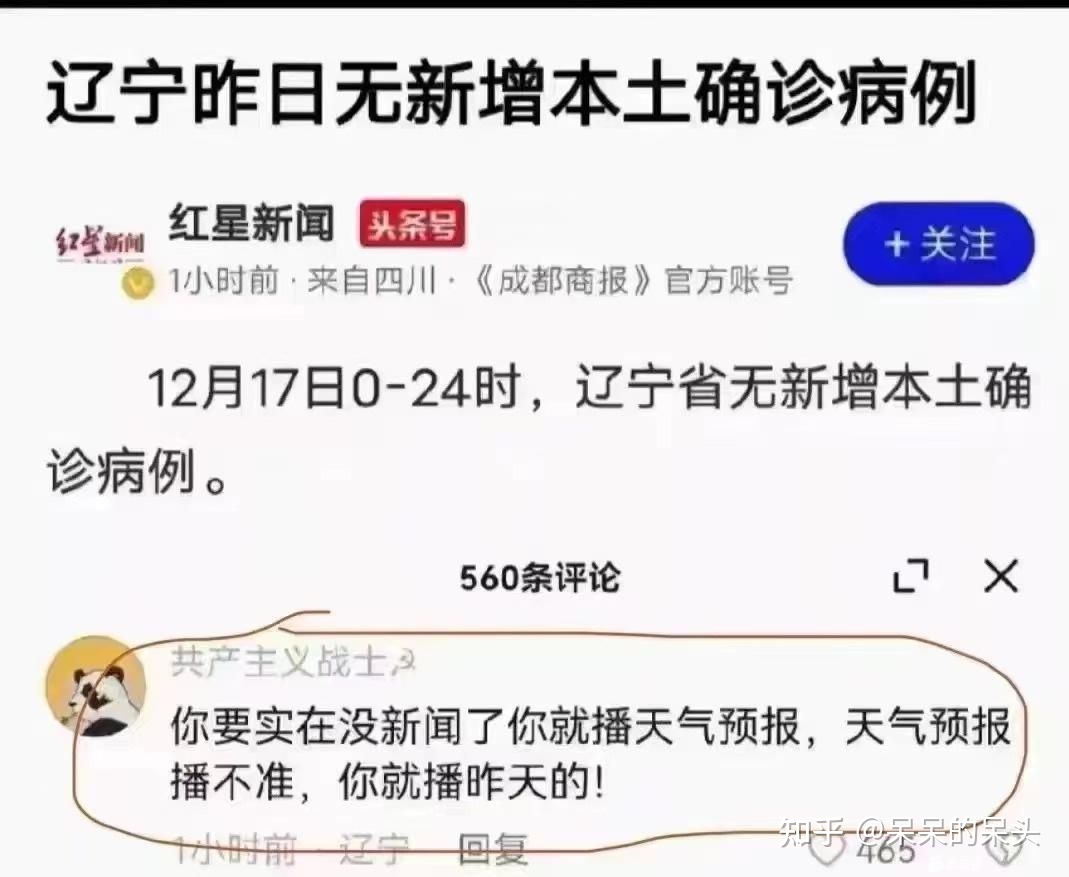 辽宁昨日无新增本土确诊病例
红星新闻
红星新闻 头条号
+关注
1小时前·来自四川·《成都商报》官方账号
12月17日0-24时，辽宁省无新增本土确
诊病例。
560条评论
共产主义战士☭
你要实在没新闻了你就播天气预报，天气预报
播不准，你就播昨天的！
1小时前 辽宁 回复
465
知乎 @呆呆的呆头